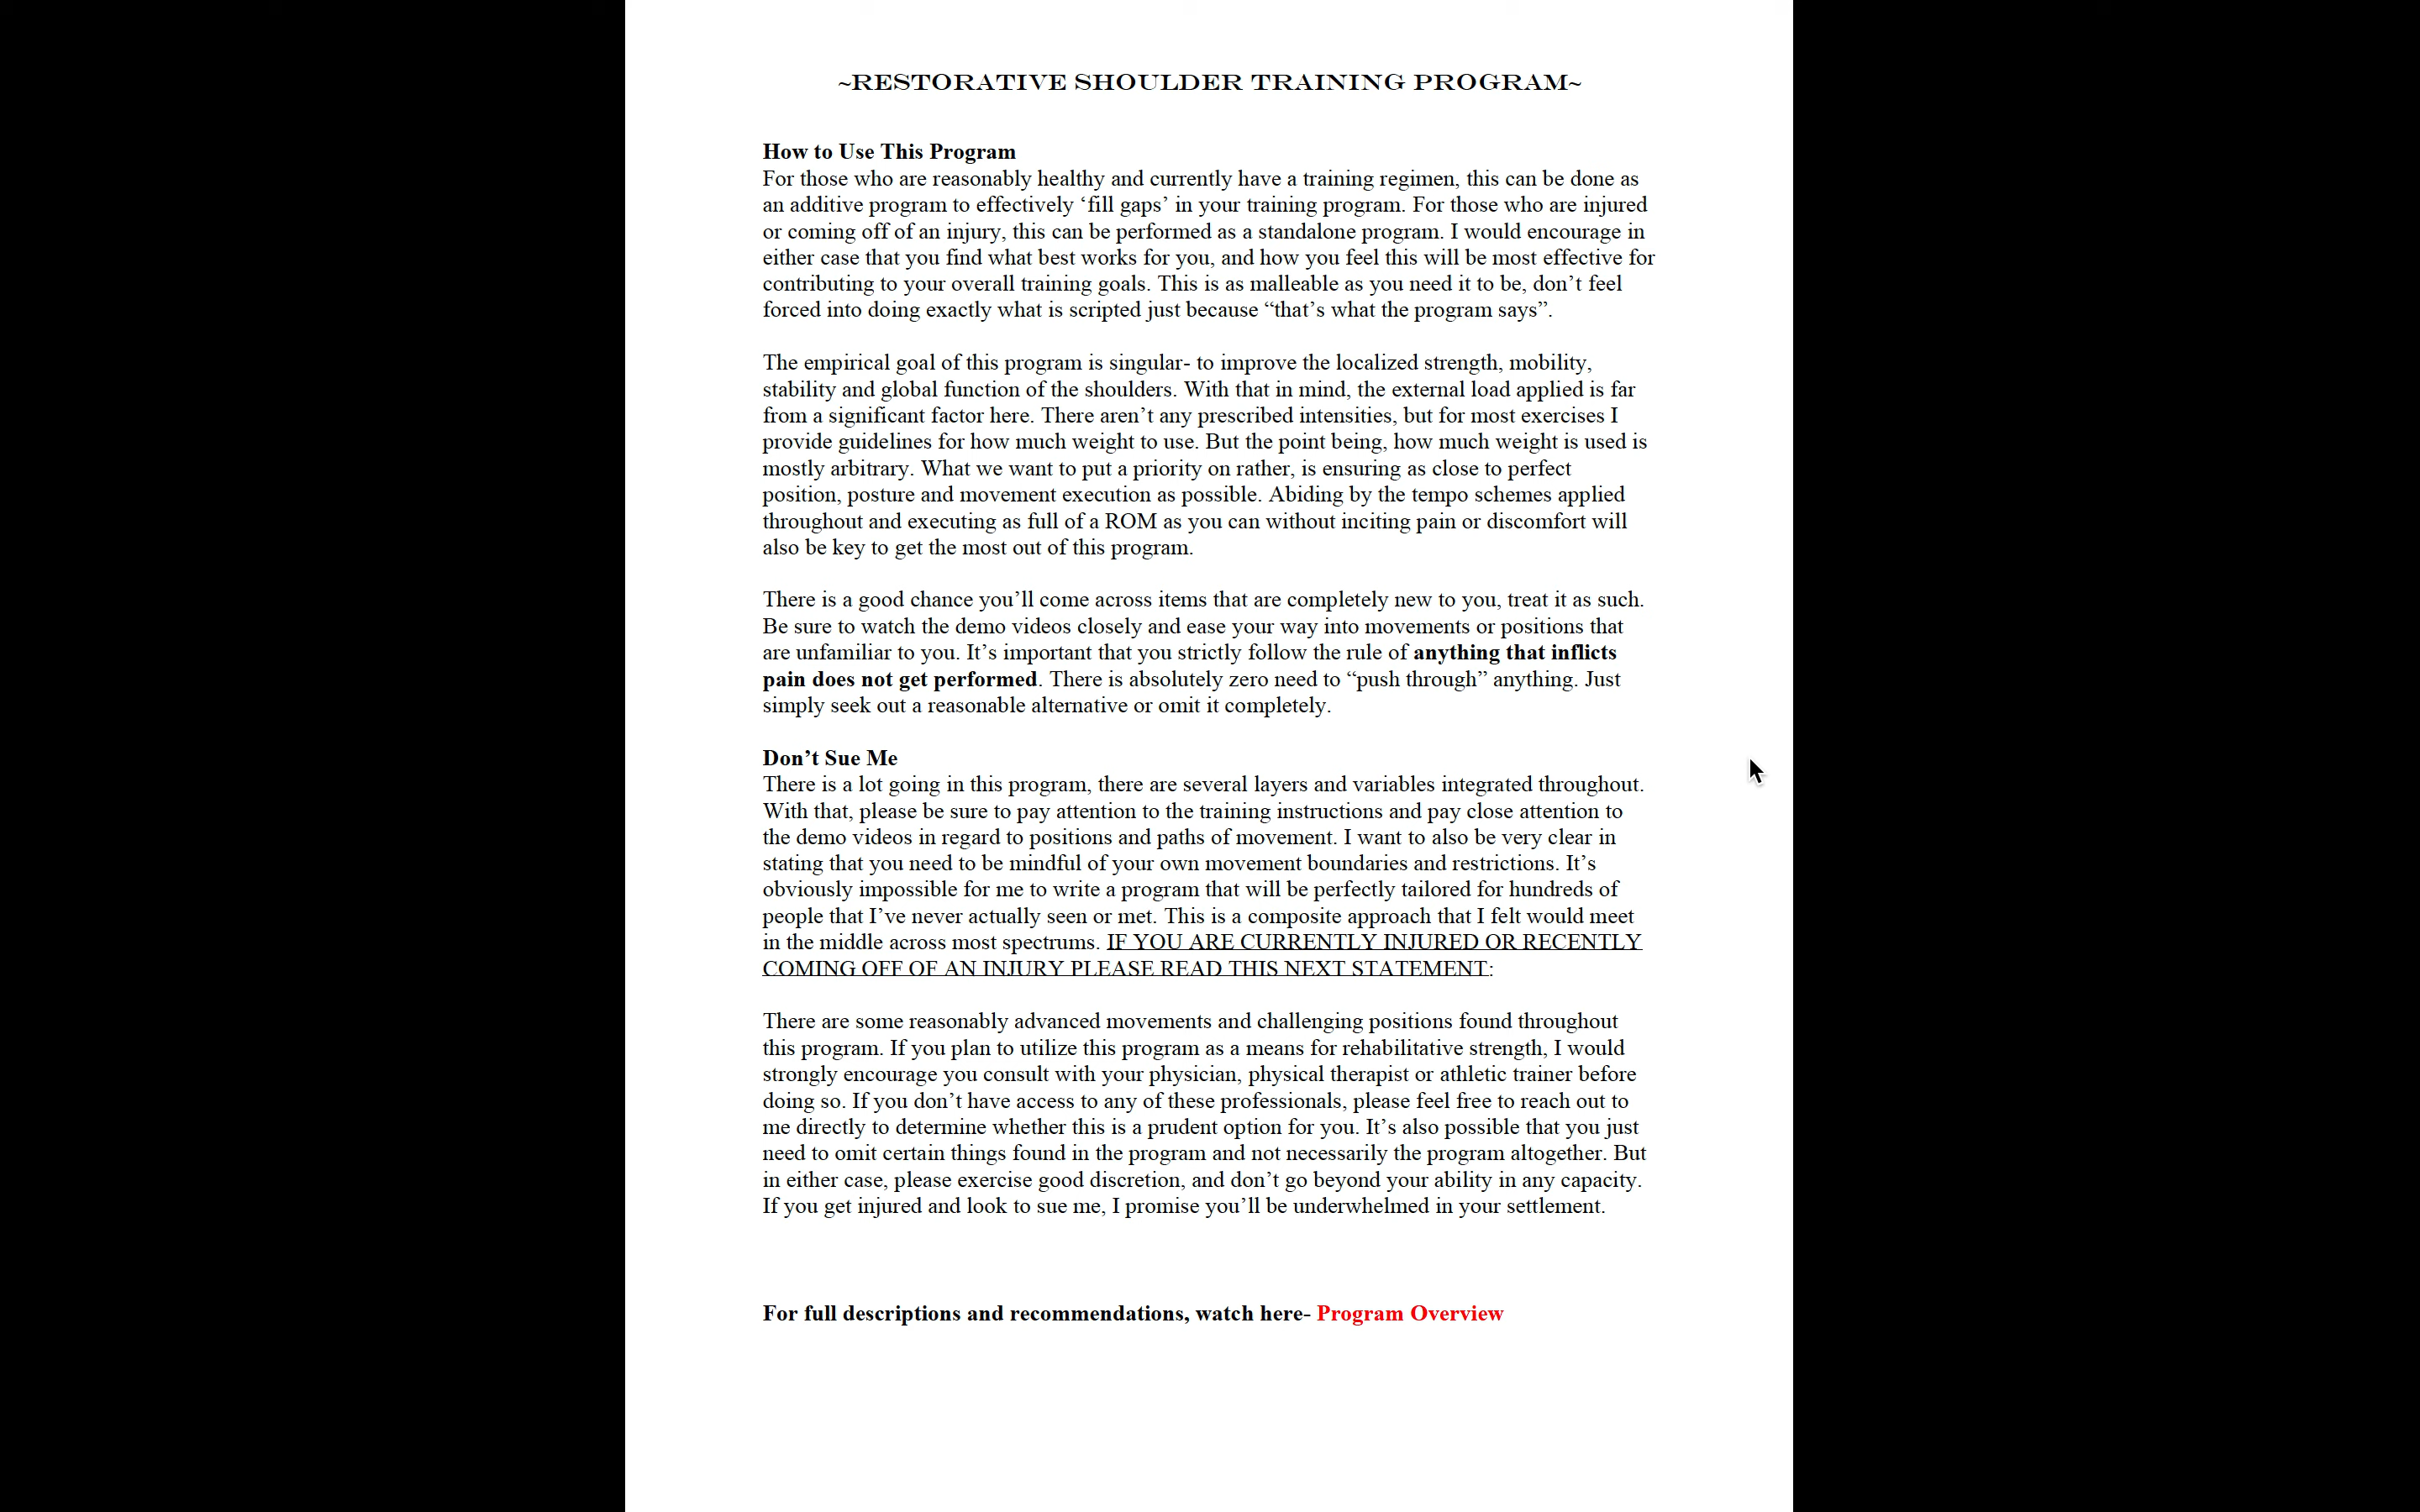 ~RESTORATIVE SHOULDER TRAINING PROGRAM~
How to Use This Program
For those who are reasonably healthy and currently have a training regimen, this can be done as
an additive program to effectively ‘fill gaps’ in your training program. For those who are injured
or coming off of an injury, this can be performed as a standalone program. I would encourage in
either case that you find what best works for you, and how you feel this will be most effective for
contributing to your overall training goals. This is as malleable as you need it to be, don’t feel
forced into doing exactly what is scripted just because “that’s what the program says”.
The empirical goal of this program is singular- to improve the localized strength, mobility,
stability and global function of the shoulders. With that in mind, the external load applied is far
from a significant factor here. There aren’t any prescribed intensities, but for most exercises I
provide guidelines for how much weight to use. But the point being, how much weight is used is
mostly arbitrary. What we want to put a priority on rather, is ensuring as close to perfect
position, posture and movement execution as possible. Abiding by the tempo schemes applied
throughout and executing as full of a ROM as you can without inciting pain or discomfort will
also be key to get the most out of this program.
There is a good chance you’ll come across items that are completely new to you, treat it as such.
Be sure to watch the demo videos closely and ease your way into movements or positions that
are unfamiliar to you. It’s important that you strictly follow the rule of anything that inflicts
pain does not get performed. There is absolutely zero need to “push through” anything. Just
simply seek out a reasonable alternative or omit it completely.
Don’t Sue Me
There is a lot going in this program, there are several layers and variables integrated throughout.
With that, please be sure to pay attention to the training instructions and pay close attention to
the demo videos in regard to positions and paths of movement. I want to also be very clear in
stating that you need to be mindful of your own movement boundaries and restrictions. It’s
obviously impossible for me to write a program that will be perfectly tailored for hundreds of
people that I’ve never actually seen or met. This is a composite approach that I felt would meet
in the middle across most spectrums. IF YOU ARE CURRENTLY INJURED OR RECENTLY
COMING OFF OF AN INJURY PLEASE READ THIS NEXT STATEMENT:
There are some reasonably advanced movements and challenging positions found throughout
this program. If you plan to utilize this program as a means for rehabilitative strength, I would
strongly encourage you consult with your physician, physical therapist or athletic trainer before
doing so. If you don’t have access to any of these professionals, please feel free to reach out to
me directly to determine whether this is a prudent option for you. It’s also possible that you just
need to omit certain things found in the program and not necessarily the program altogether. But
in either case, please exercise good discretion, and don’t go beyond your ability in any capacity.
If you get injured and look to sue me, I promise you’ll be underwhelmed in your settlement.
For full descriptions and recommendations, watch here- Program Overview